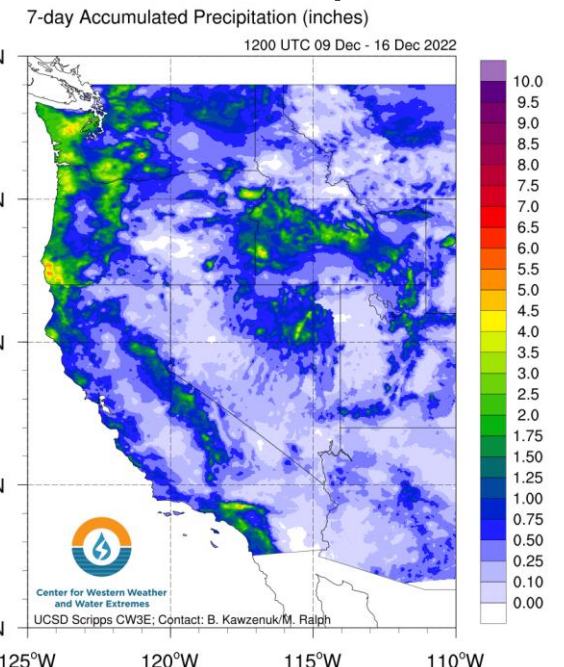 7-day Accumulated Precipitation (inches)
1200 UTC 09 Dec - 16 Dec 2022
N
N
N
N
N
10.0
9.5
9.0
8.5
8.0
7.5
7.0
6.5
6.0
5.5
5.0
4.5
4.0
3.5
3.0
2.5
2.0
1.75
1.50
1.25
1.00
0.75
0.50
0.25
0.10
0.00
Center for Western Weather
and Water Extremes
UCSD Scripps CW3E; Contact: B. Kawzenuk/M. Ralph
125°W 120°W 115°W 110°W